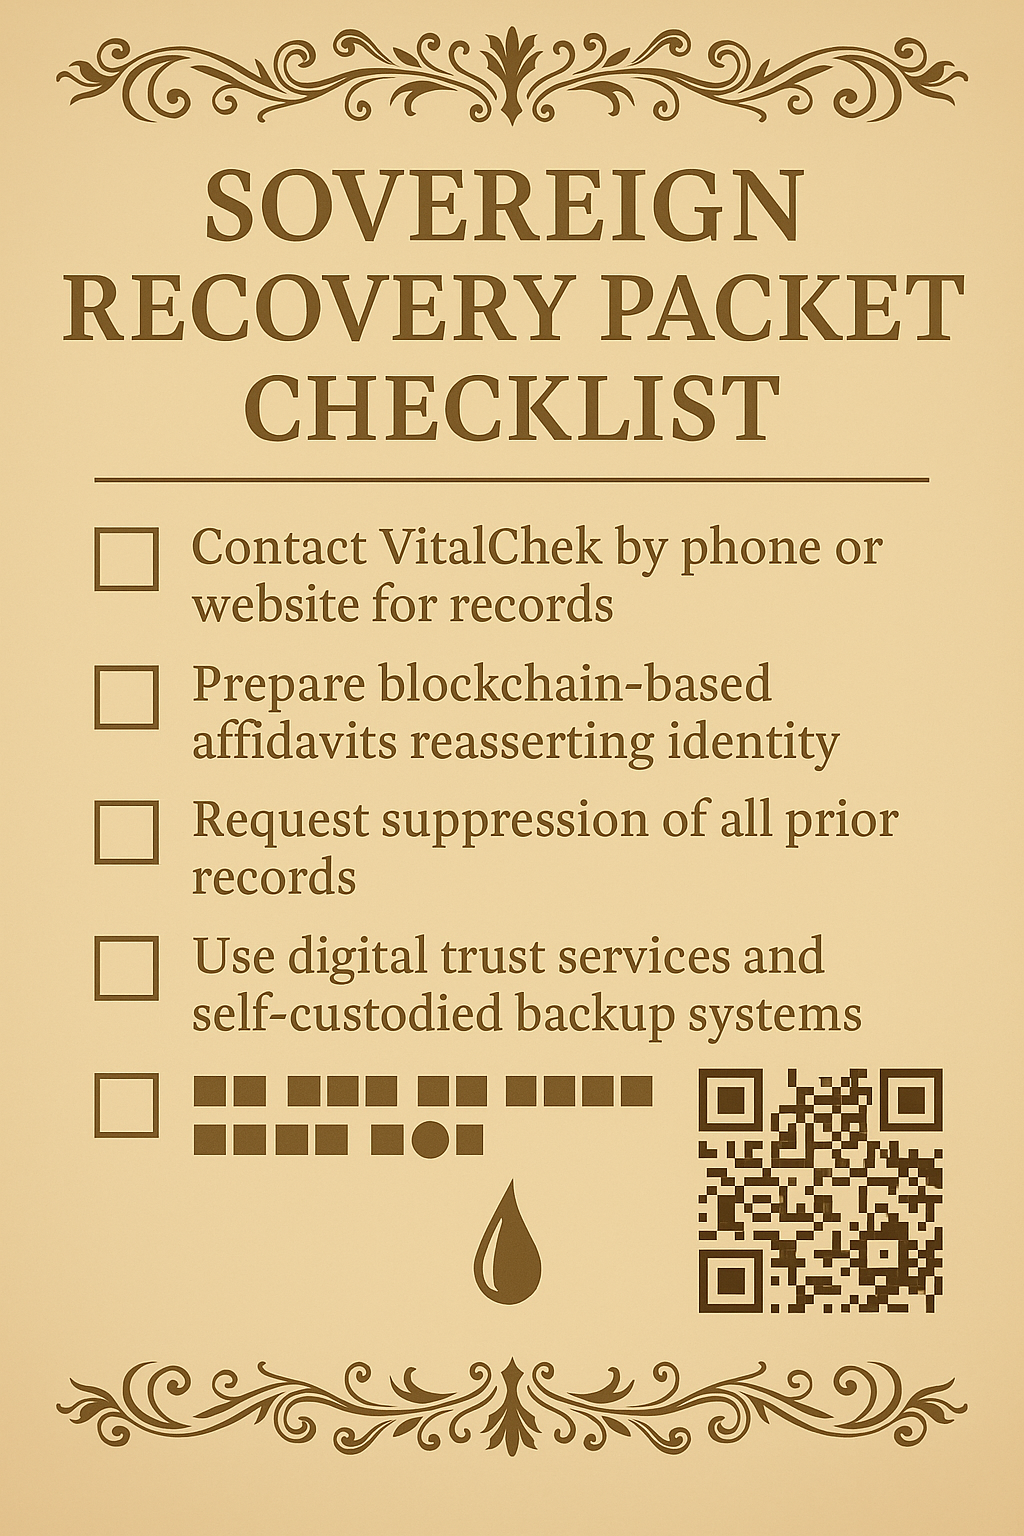 SOVEREIGN
RECOVERY PACKET
CHECKLIST
Contact VitalChek by phone or
website for records
Prepare blockchain-based
affidavits reasserting identity
Request suppression of all prior
records
Use digital trust services and
self-custodied backup systems